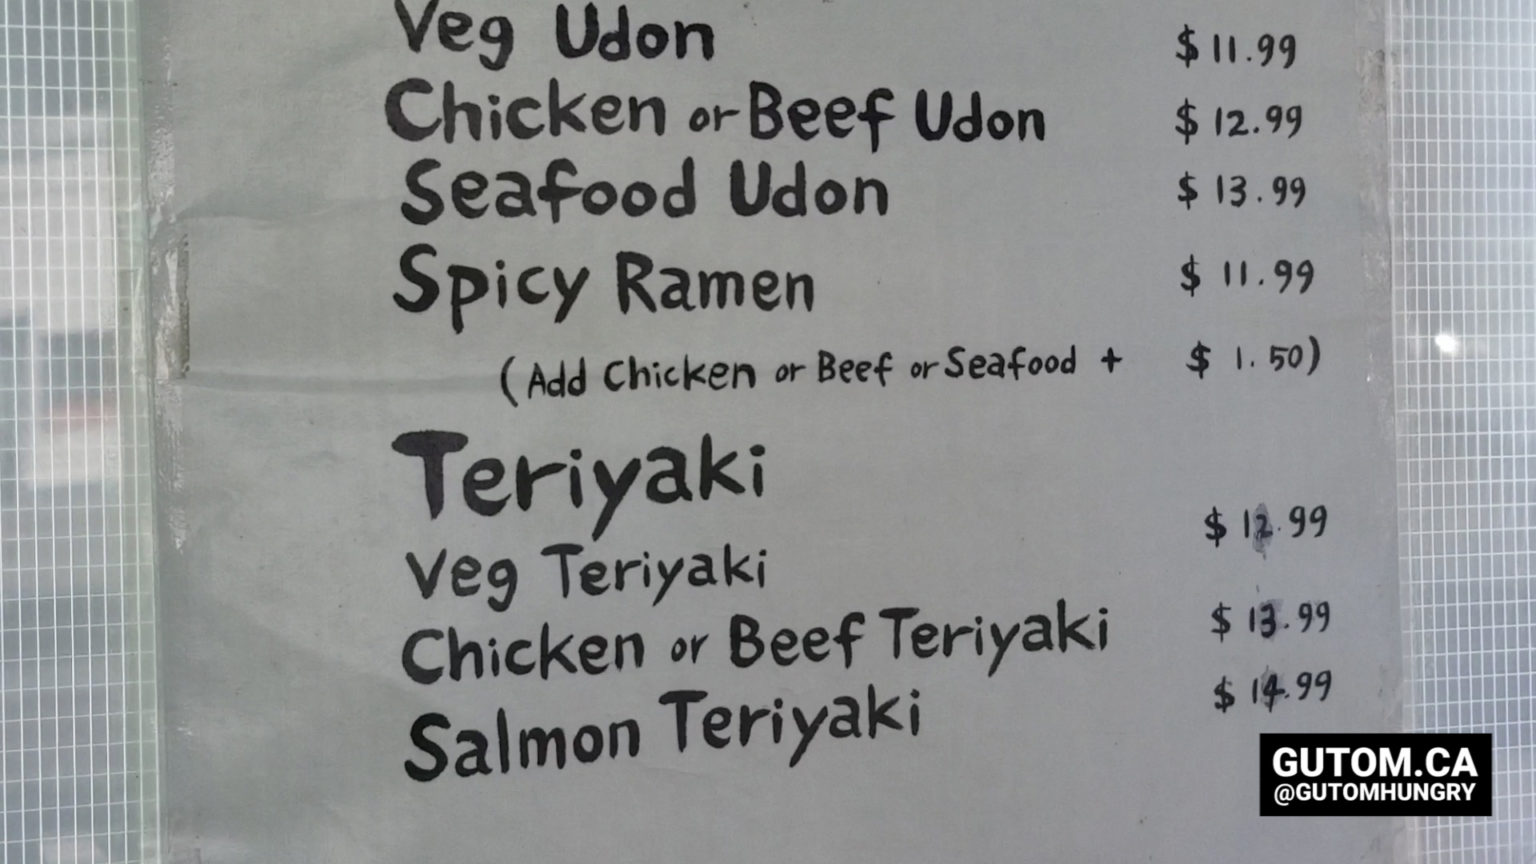 Veg Udon $11.99
Chicken or Beef Udon $12.99
Seafood Udon $13.99
Spicy Ramen $11.99
(Add Chicken or Beef or Seafood + $1.50)
Teriyaki
Veg Teriyaki $12.99
Chicken or Beef Teriyaki $13.99
Salmon Teriyaki $14.99
GUTOM.CA
@GUTOMHUNGRY